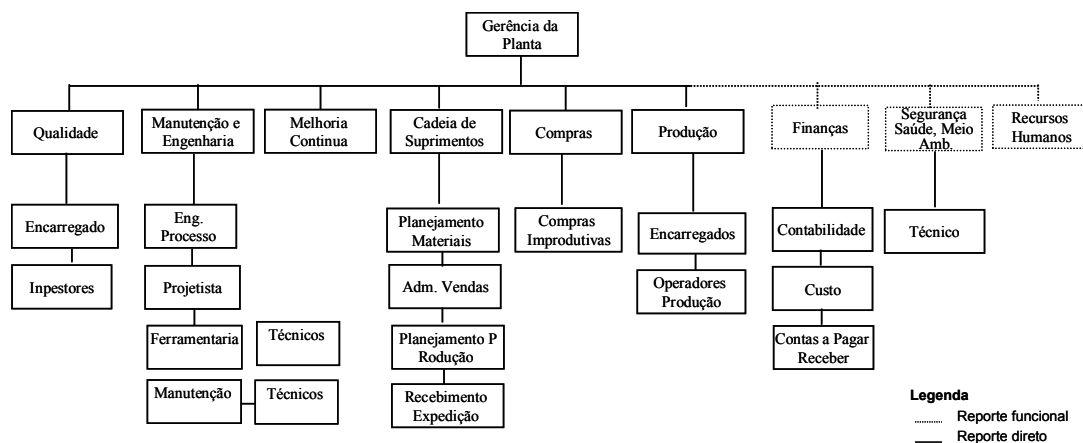 Gerência da
Planta
Qualidade
Manutenção e
Engenharia
Melhoria
Continua
Cadeia de
Suprimentos
Compras
Produção
Finanças
Segurança
Saúde, Meio
Amb.
Recursos
Humanos
Encarregado
Eng.
Processo
Planejamento
Materiais
Compras
Improdutivas
Encarregados
Contabilidade
Técnico
Inpestores
Projetista
Adm. Vendas
Operadores
Produção
Custo
Ferramentaria
Técnicos
Planejamento P
Rodução
Contas a Pagar
Receber
Manutenção
Técnicos
Recebimento
Expedição
Legenda
Reporte funcional
Reporte direto